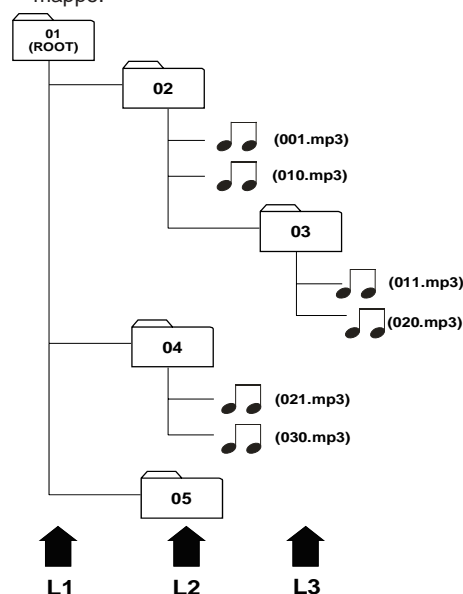 mappe.
01
(ROOT)
02
(001.mp3)
(010.mp3)
03
(011.mp3)
(020.mp3)
04
(021.mp3)
(030.mp3)
05
L1 L2 L3